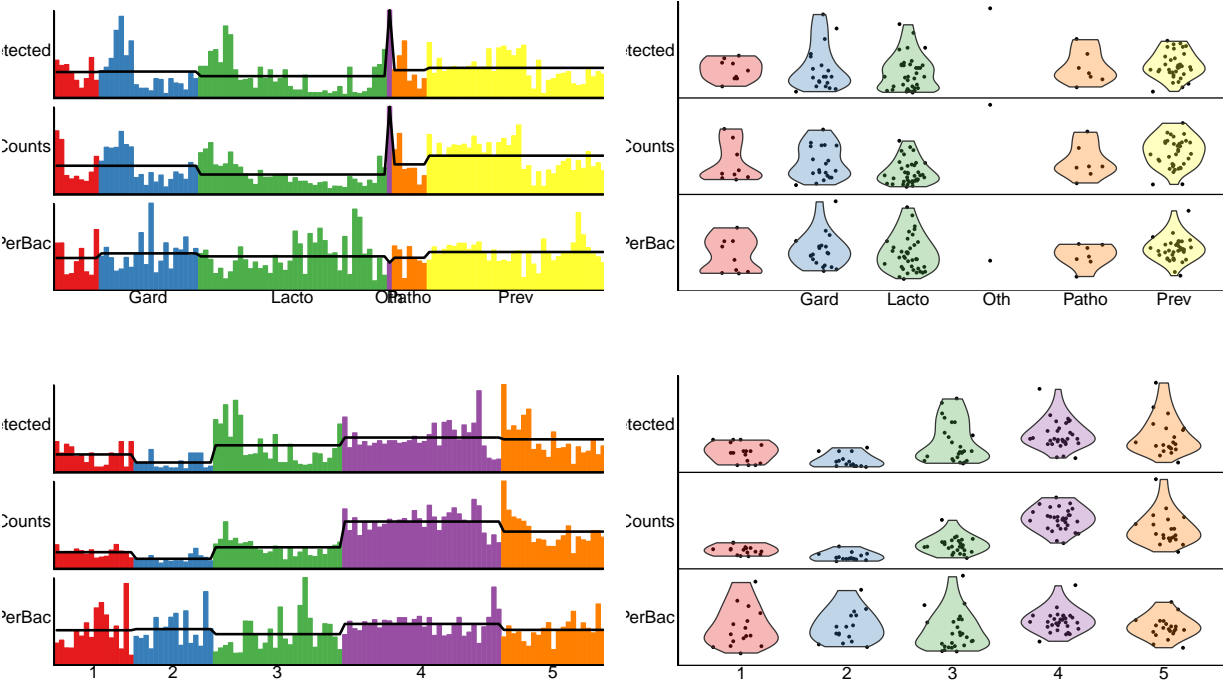 etected
etected
Counts
Counts
PerBac
PerBac
Gard Lacto Oth Patho Prev
Gard Lacto Oth Patho Prev
etected
etected
Counts
Counts
PerBac
PerBac
1 2 3 4 5
1 2 3 4 5